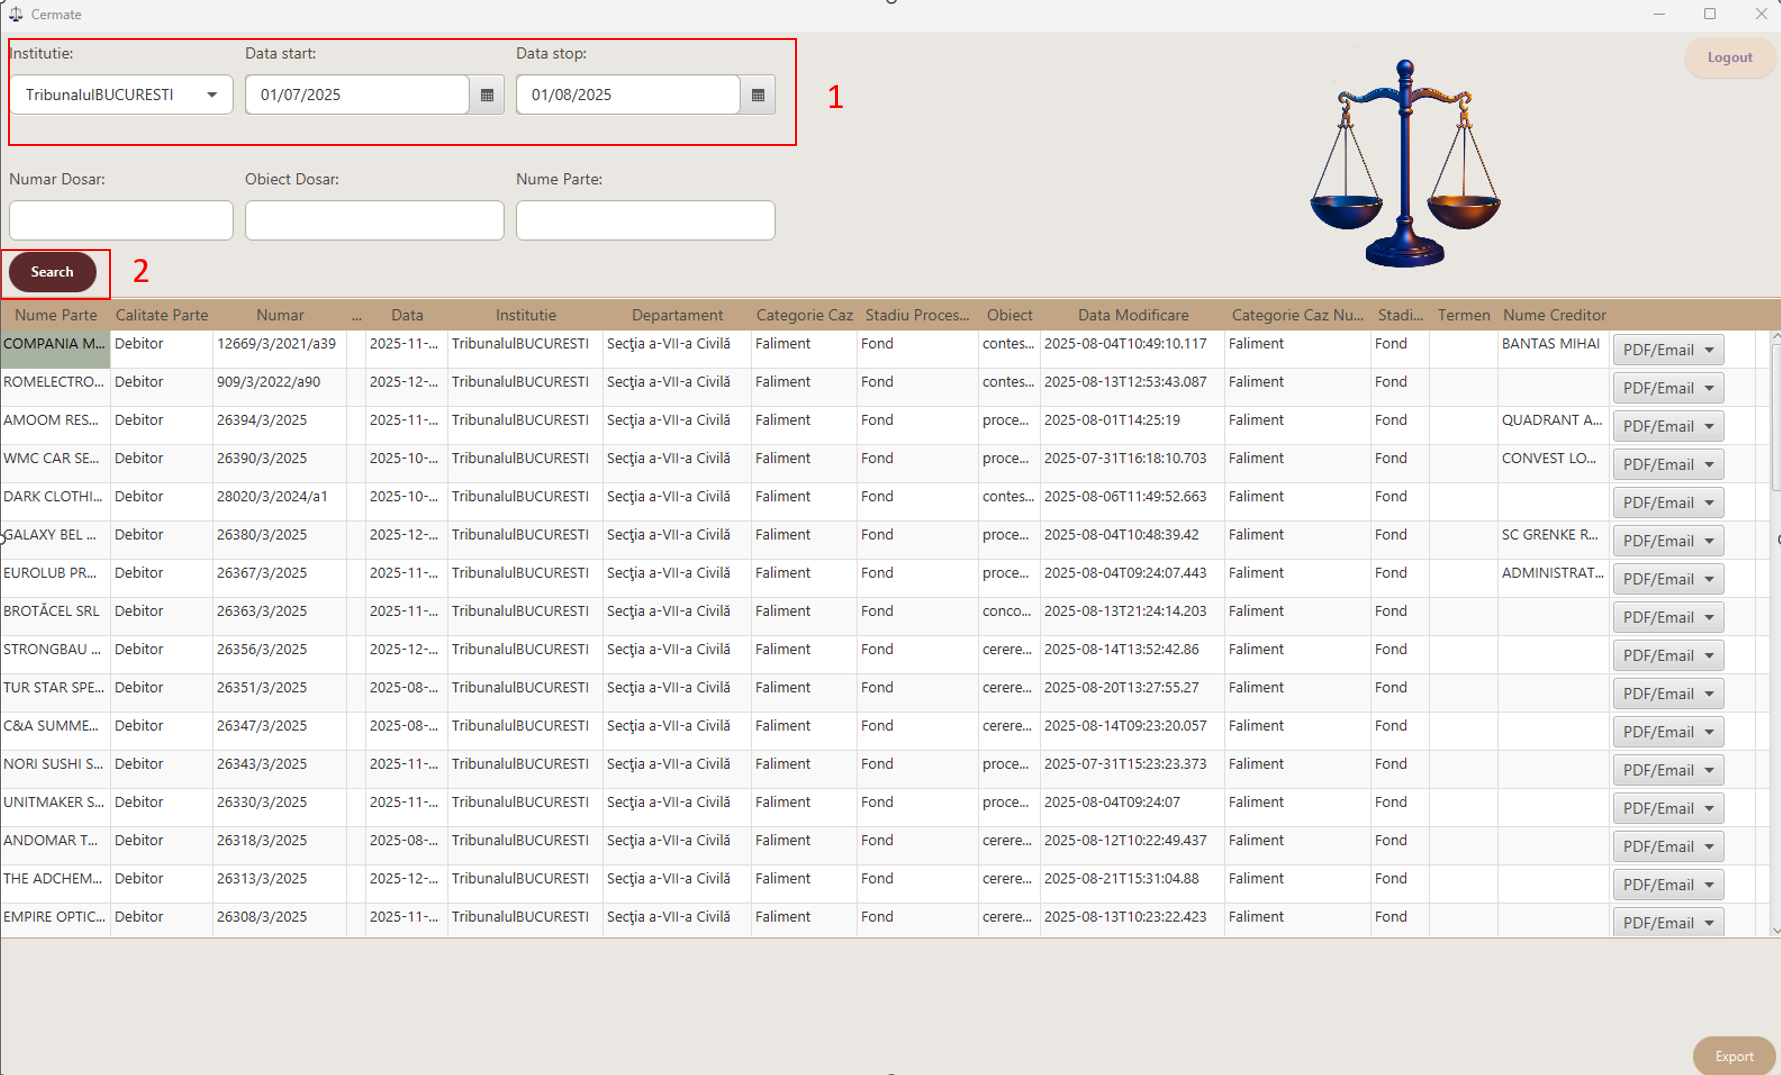 Cermate
Logout
Institutie: Data start: Data stop:
TribunalulBUCURESTI 01/07/2025 01/08/2025 1
Numar Dosar: Obiect Dosar: Nume Parte:
Search 2
Nume Parte Calitate Parte Numar ... Data Institutie Departament Categorie Caz Stadiu Proces... Obiect Data Modificare Categorie Caz Nu... Stadi... Termen Nume Creditor
COMPANIA M... Debitor 12669/3/2021/a39 2025-11-... TribunalulBUCURESTI Secţia a-VII-a Civilă Faliment Fond contes... 2025-08-04T10:49:10.117 Faliment Fond BANTAS MIHAI PDF/Email
ROMELECTRO... Debitor 909/3/2022/a90 2025-12-... TribunalulBUCURESTI Secţia a-VII-a Civilă Faliment Fond contes... 2025-08-13T12:53:43.087 Faliment Fond PDF/Email
AMOOM RES... Debitor 26394/3/2025 2025-11-... TribunalulBUCURESTI Secţia a-VII-a Civilă Faliment Fond proce... 2025-08-01T14:25:19 Faliment Fond QUADRANT A... PDF/Email
WMC CAR SE... Debitor 26390/3/2025 2025-10-... TribunalulBUCURESTI Secţia a-VII-a Civilă Faliment Fond proce... 2025-07-31T16:18:10.703 Faliment Fond CONVEST LO... PDF/Email
DARK CLOTHI... Debitor 28020/3/2024/a1 2025-10-... TribunalulBUCURESTI Secţia a-VII-a Civilă Faliment Fond contes... 2025-08-06T11:49:52.663 Faliment Fond PDF/Email
GALAXY BEL ... Debitor 26380/3/2025 2025-12-... TribunalulBUCURESTI Secţia a-VII-a Civilă Faliment Fond proce... 2025-08-04T10:48:39.42 Faliment Fond SC GRENKE R... PDF/Email
EUROLUB PR... Debitor 26367/3/2025 2025-11-... TribunalulBUCURESTI Secţia a-VII-a Civilă Faliment Fond proce... 2025-08-04T09:24:07.443 Faliment Fond ADMINISTRAT... PDF/Email
BROTĂCEL SRL Debitor 26363/3/2025 2025-11-... TribunalulBUCURESTI Secţia a-VII-a Civilă Faliment Fond conco... 2025-08-13T21:24:14.203 Faliment Fond PDF/Email
STRONGBAU ... Debitor 26356/3/2025 2025-12-... TribunalulBUCURESTI Secţia a-VII-a Civilă Faliment Fond cerere... 2025-08-14T13:52:42.86 Faliment Fond PDF/Email
TUR STAR SPE... Debitor 26351/3/2025 2025-08-... TribunalulBUCURESTI Secţia a-VII-a Civilă Faliment Fond cerere... 2025-08-20T13:27:55.27 Faliment Fond PDF/Email
C&A SUMME... Debitor 26347/3/2025 2025-08-... TribunalulBUCURESTI Secţia a-VII-a Civilă Faliment Fond cerere... 2025-08-14T09:23:20.057 Faliment Fond PDF/Email
NORI SUSHI S... Debitor 26343/3/2025 2025-11-... TribunalulBUCURESTI Secţia a-VII-a Civilă Faliment Fond proce... 2025-07-31T15:23:23.373 Faliment Fond PDF/Email
UNITMAKER S... Debitor 26330/3/2025 2025-11-... TribunalulBUCURESTI Secţia a-VII-a Civilă Faliment Fond proce... 2025-08-04T09:24:07 Faliment Fond PDF/Email
ANDOMAR T... Debitor 26318/3/2025 2025-08-... TribunalulBUCURESTI Secţia a-VII-a Civilă Faliment Fond cerere... 2025-08-12T10:22:49.437 Faliment Fond PDF/Email
THE ADCHEM... Debitor 26313/3/2025 2025-12-... TribunalulBUCURESTI Secţia a-VII-a Civilă Faliment Fond cerere... 2025-08-21T15:31:04.88 Faliment Fond PDF/Email
EMPIRE OPTIC... Debitor 26308/3/2025 2025-11-... TribunalulBUCURESTI Secţia a-VII-a Civilă Faliment Fond cerere... 2025-08-13T10:23:22.423 Faliment Fond PDF/Email
Export